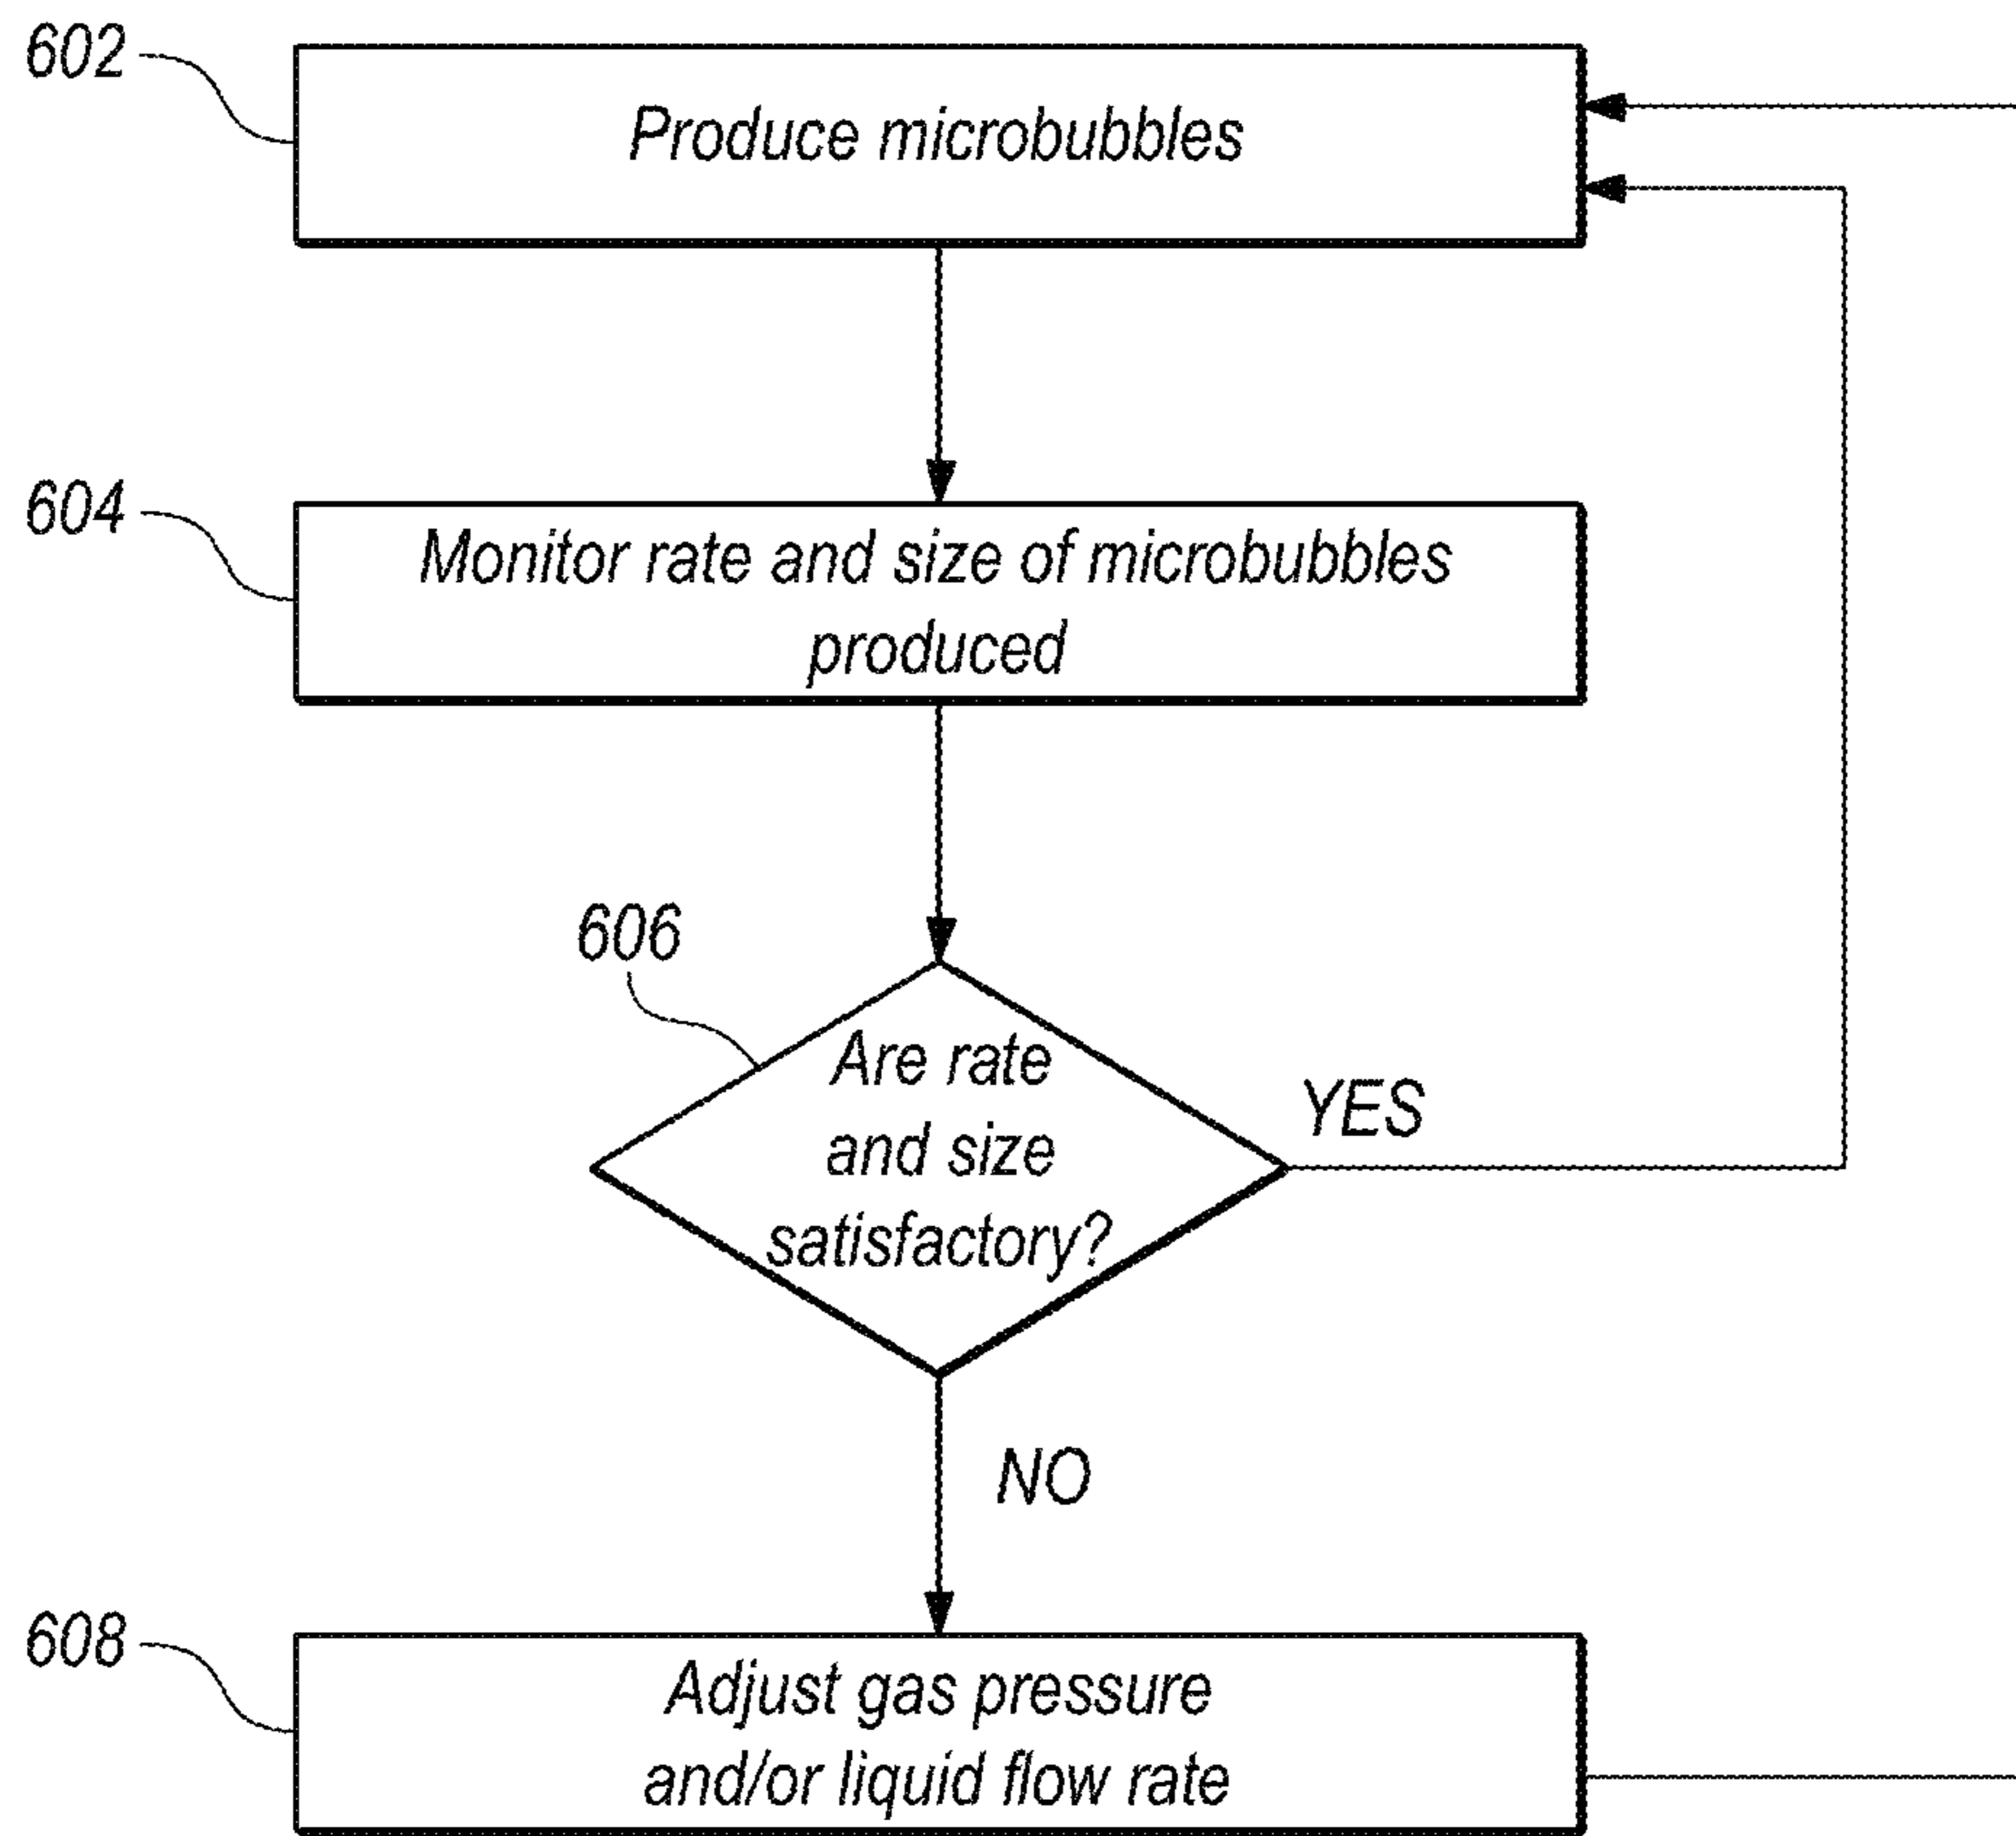 602
Produce microbubbles
604
Monitor rate and size of microbubbles
produced
606
Are rate
and size
satisfactory?
YES
NO
608
Adjust gas pressure
and/or liquid flow rate